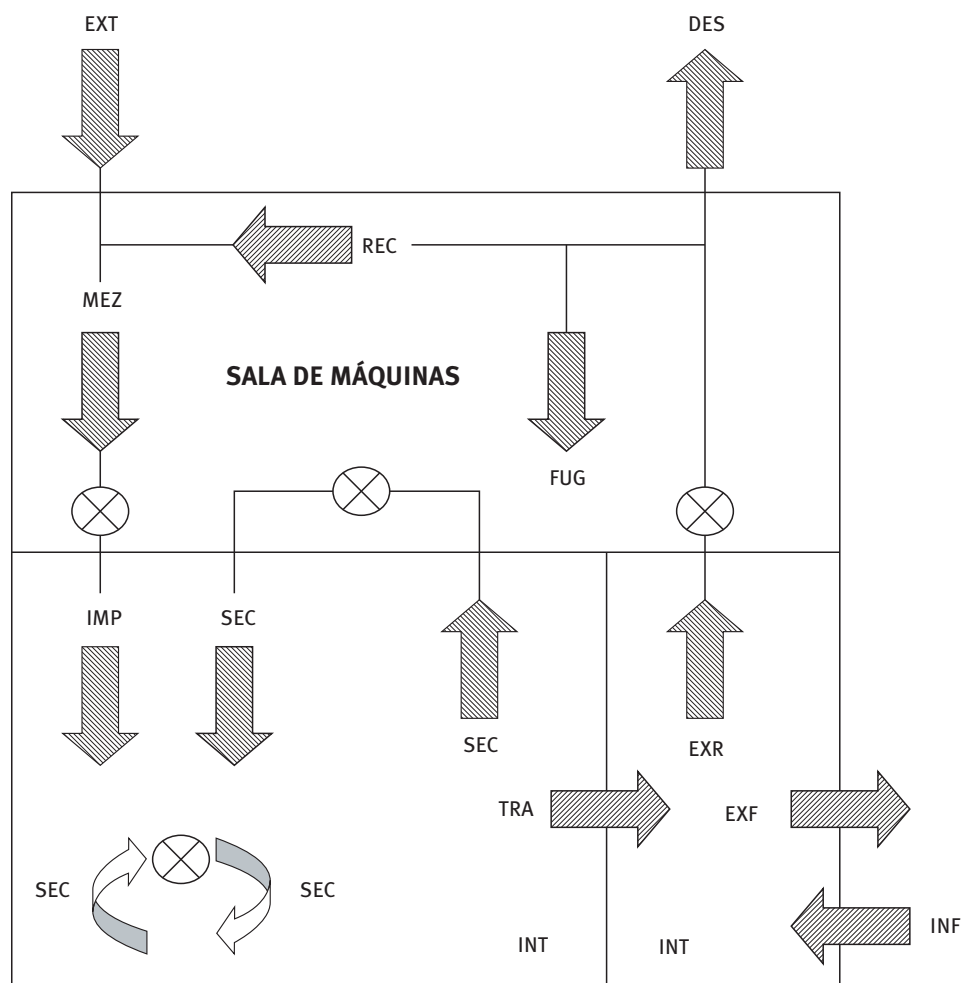 EXT
DES
REC
MEZ
SALA DE MÁQUINAS
FUG
IMP
SEC
SEC
EXR
TRA
EXF
SEC
SEC
INF
INT
INT